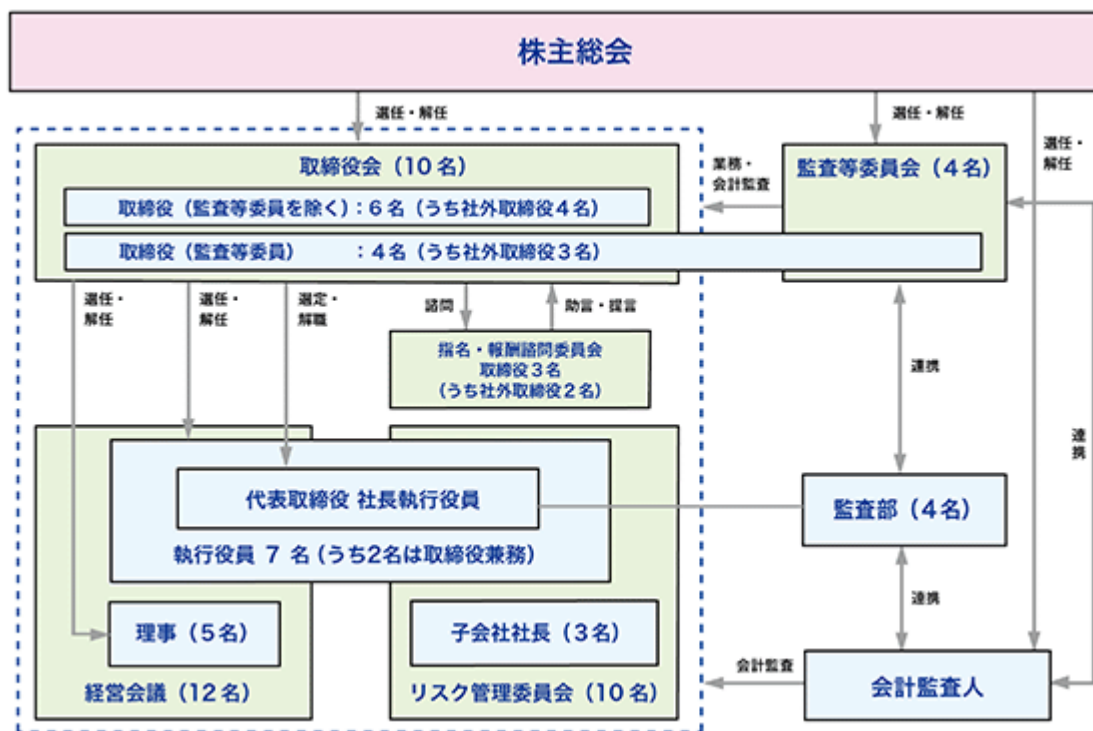 株主総会
選任・解任
選任・解任
選任・
解任
取締役会（10名）
取締役（監査等委員を除く）：6名（うち社外取締役4名）
取締役（監査等委員）　　：4名（うち社外取締役3名）
業務・
会計監査
監査等委員会（4名）
選任・
解任
選任・
解任
選定・
解職
諮問
助言・提言
指名・報酬諮問委員会
取締役3名
（うち社外取締役2名）
連携
連携
代表取締役 社長執行役員
執行役員 7 名（うち2名は取締役兼務）
監査部（4名）
連携
理事（5名）
経営会議（12名）
子会社社長（3名）
リスク管理委員会（10名）
会計監査
会計監査人